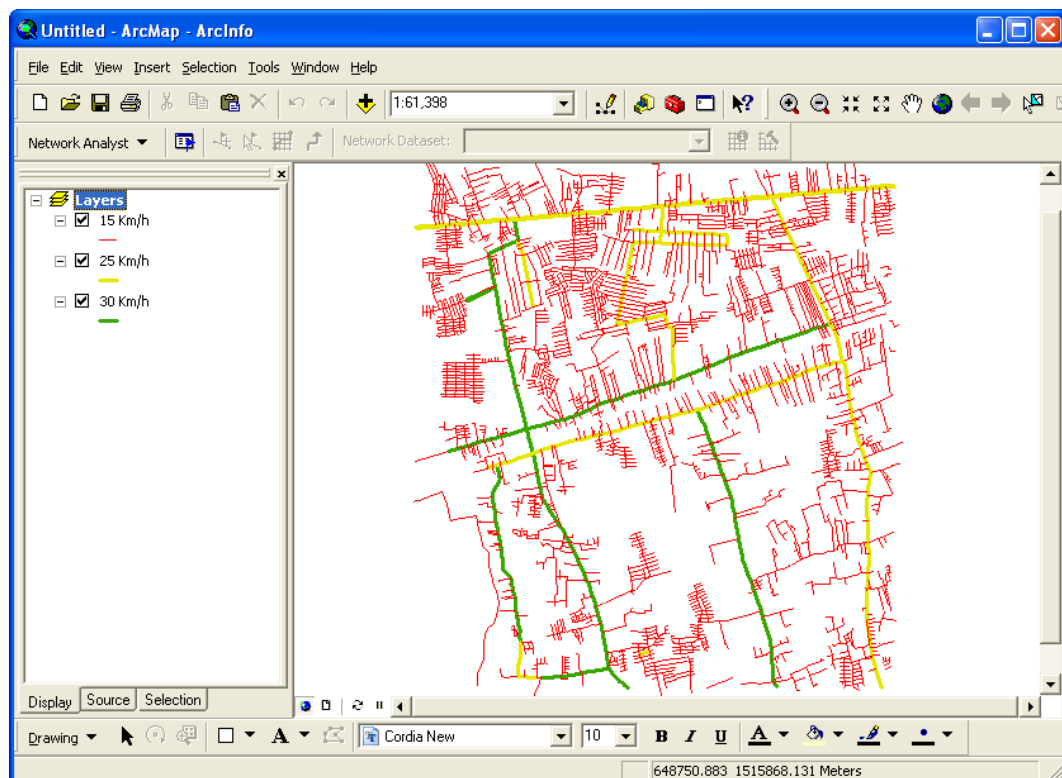 Untitled - ArcMap - ArcInfo
File Edit View Insert Selection Tools Window Help
1:61,398
Network Analyst Network Dataset:
Layers
15 Km/h
25 Km/h
30 Km/h
Display Source Selection
Drawing A Cordia New 10 B I U A
648750.883 1515868.131 Meters